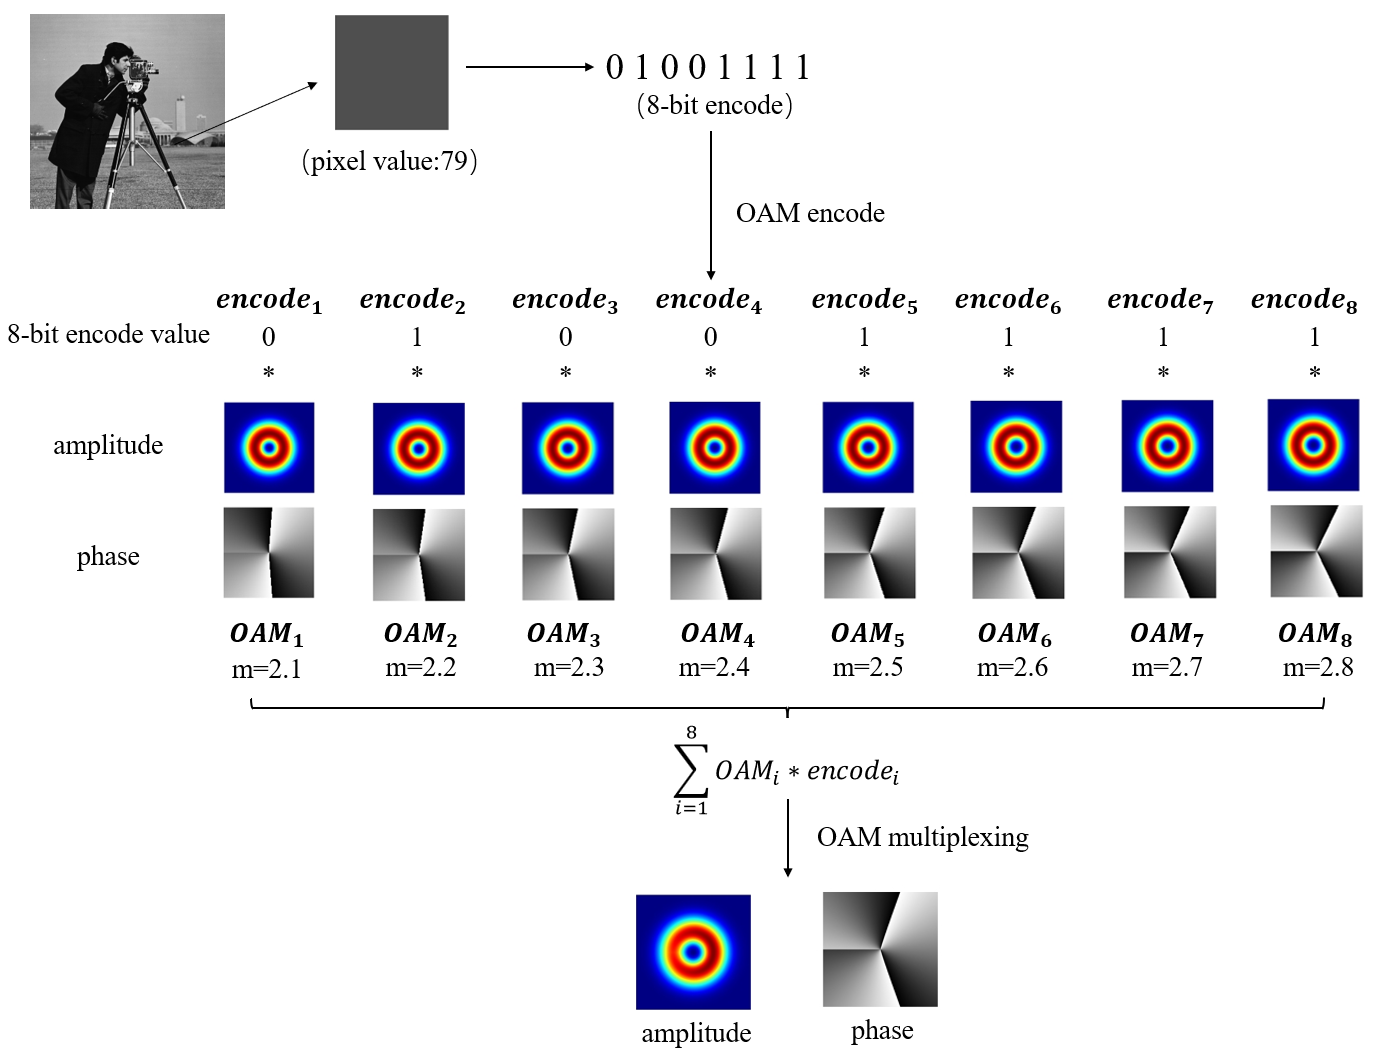 0 1 0 0 1 1 1 1
(8-bit encode)
(pixel value:79)
OAM encode
encode₁ encode₂ encode₃ encode₄ encode₅ encode₆ encode₇ encode₈
8-bit encode value 0 1 0 0 1 1 1 1
* * * * * * * *
amplitude
phase
OAM₁ OAM₂ OAM₃ OAM₄ OAM₅ OAM₆ OAM₇ OAM₈
m=2.1 m=2.2 m=2.3 m=2.4 m=2.5 m=2.6 m=2.7 m=2.8
8
∑ OAMᵢ * encodeᵢ
i=1
OAM multiplexing
amplitude phase